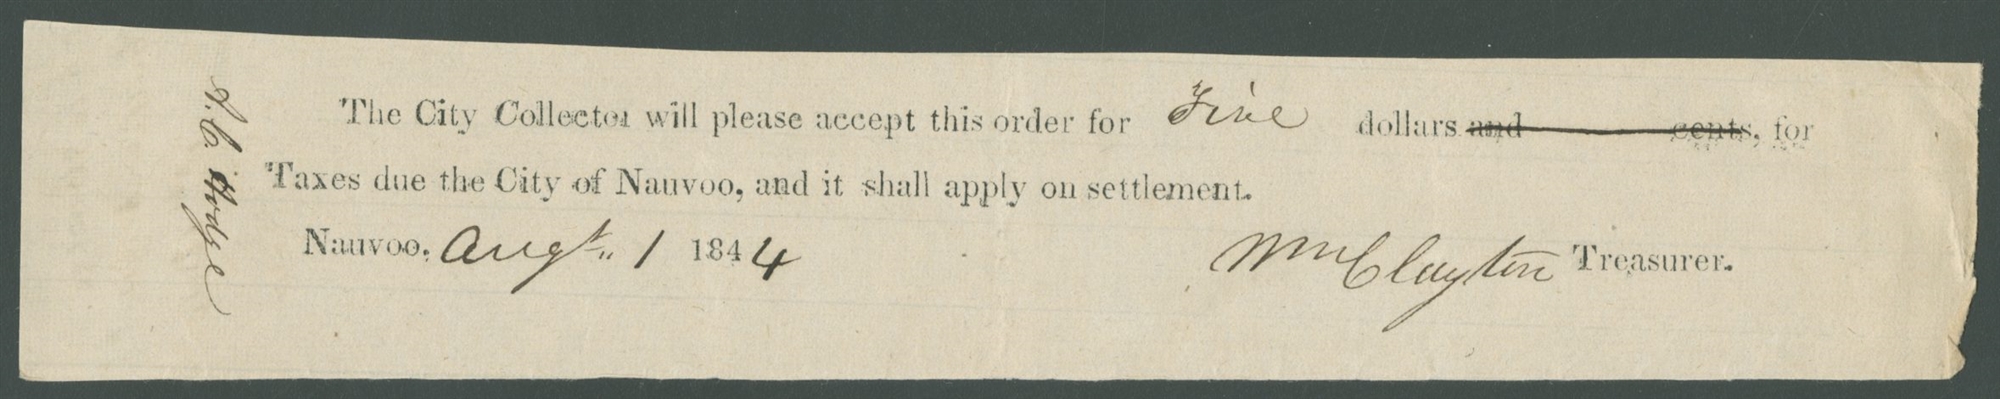 The City Collector will please accept this order for Five dollars and cents, for
Taxes due the City of Nauvoo, and it shall apply on settlement.
Nauvoo, Augt. 1 1844 Wm Clayton Treasurer.
A. C. Hodge